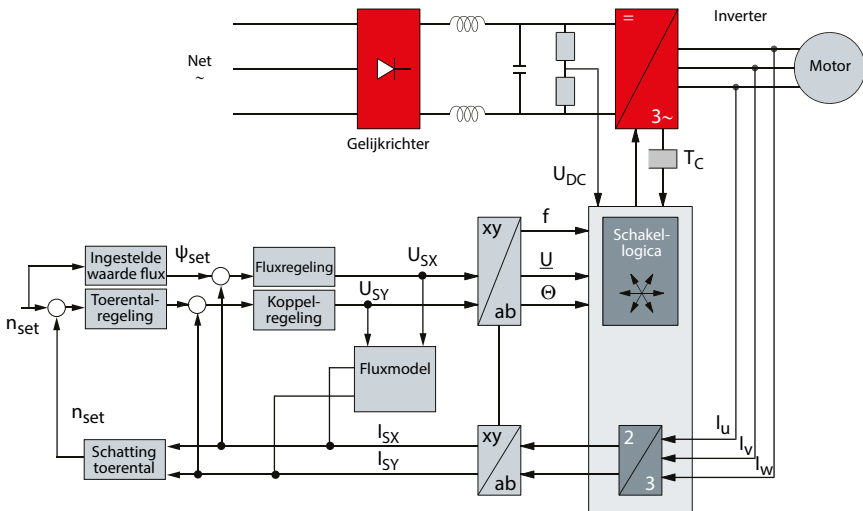 Net
~
Gelijkrichter
=
3~
Inverter
Motor
U_DC
T_C
Ingestelde
waarde flux
ψ_set
Fluxregeling
U_SX
xy
ab
f
U
Θ
Schakel-
logica
n_set
Toerental-
regeling
Koppel-
regeling
U_SY
Fluxmodel
n_set
Schatting
toerental
I_SX
I_SY
xy
ab
2
3
I_u
I_v
I_w